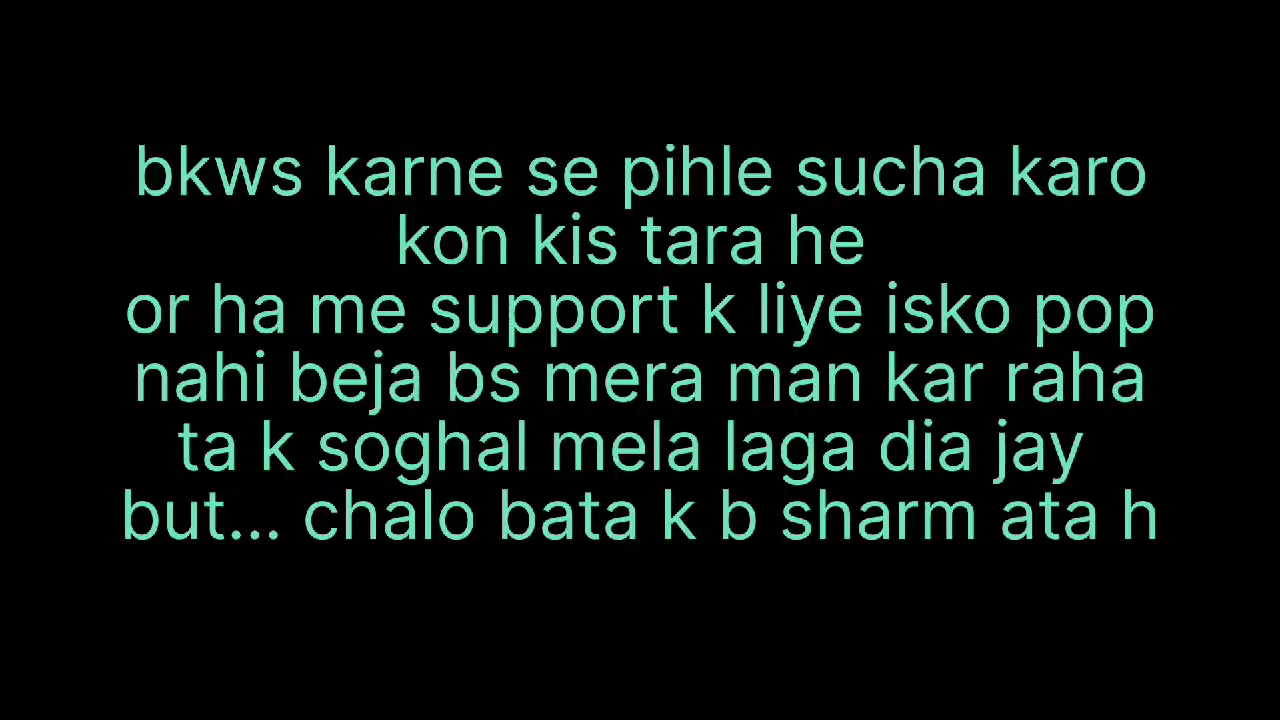 bkws karne se pihle sucha karo
kon kis tara he
or ha me support k liye isko pop
nahi beja bs mera man kar raha
ta k soghal mela laga dia jay
but... chalo bata k b sharm ata h